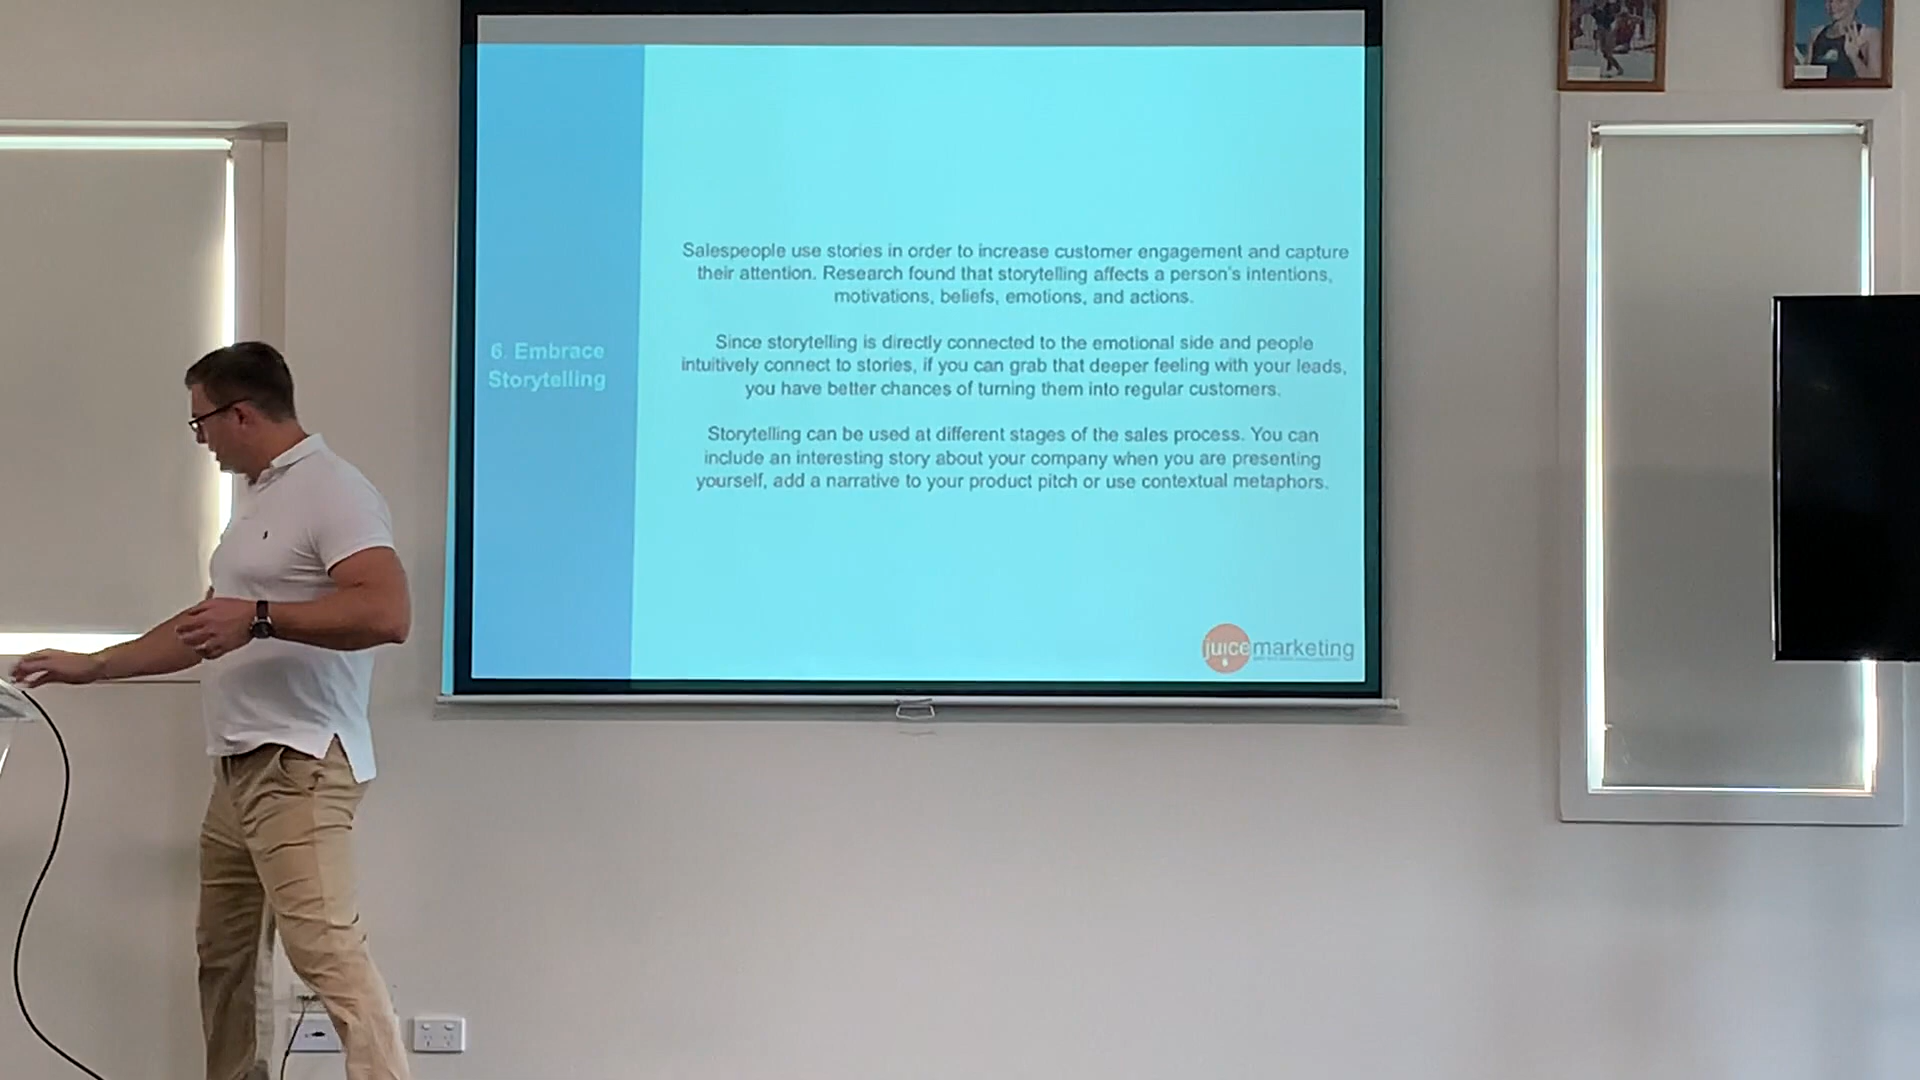 6. Embrace
Storytelling
Salespeople use stories in order to increase customer engagement and capture
their attention. Research found that storytelling affects a person's intentions,
motivations, beliefs, emotions, and actions.
Since storytelling is directly connected to the emotional side and people
intuitively connect to stories, if you can grab that deeper feeling with your leads,
you have better chances of turning them into regular customers.
Storytelling can be used at different stages of the sales process. You can
include an interesting story about your company when you are presenting
yourself, add a narrative to your product pitch or use contextual metaphors.
juicemarketing